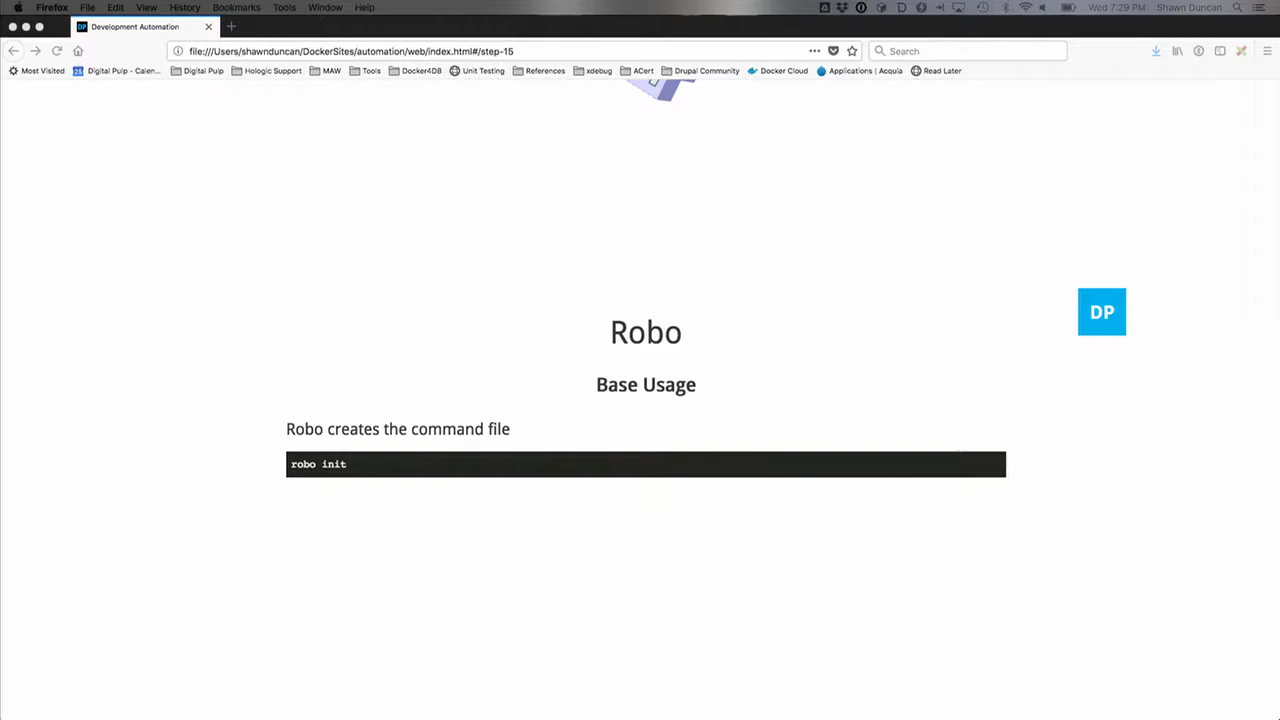 Firefox File Edit View History Bookmarks Tools Window Help Wed 7:29 PM Shawn Duncan
DP Development Automation
file:///Users/shawnduncan/DockerSites/automation/web/index.html#/step-15 Search
Most Visited Digital Pulp - Calen... Digital Pulp Hologic Support MAW Tools Docker4D8 Unit Testing References xdebug ACert Drupal Community Docker Cloud Applications | Acquia Read Later
DP
Robo
Base Usage
Robo creates the command file
robo init